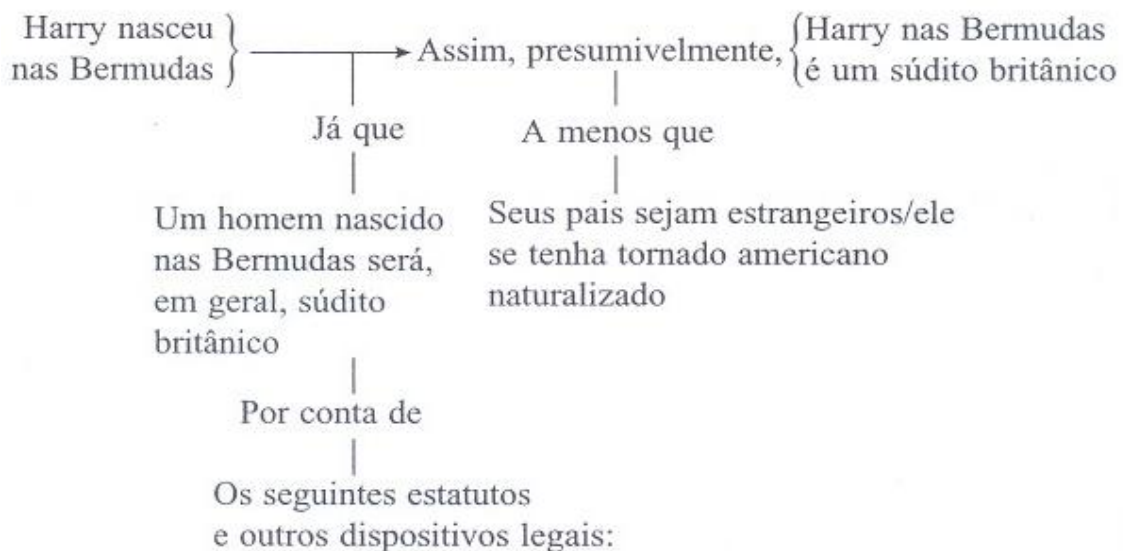 Harry nasceu
nas Bermudas
Assim, presumivelmente,
Harry nas Bermudas
é um súdito britânico
Já que
A menos que
Um homem nascido
nas Bermudas será,
em geral, súdito
britânico
Seus pais sejam estrangeiros/ele
se tenha tornado americano
naturalizado
Por conta de
Os seguintes estatutos
e outros dispositivos legais: